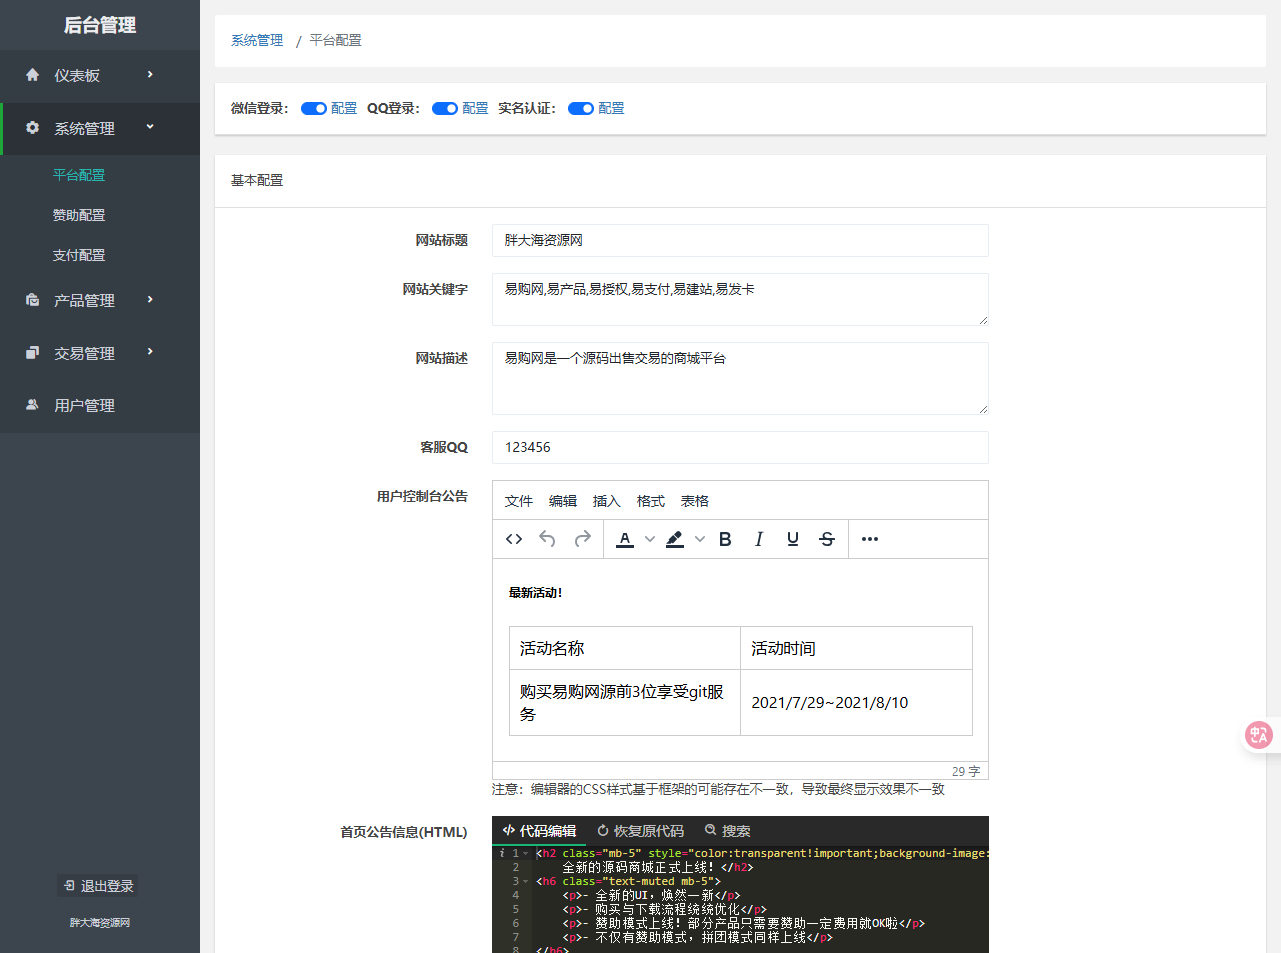 后台管理
仪表板
系统管理
平台配置
赞助配置
支付配置
产品管理
交易管理
用户管理
退出登录
胖大海资源网
系统管理 / 平台配置
微信登录： 配置 QQ登录： 配置 实名认证： 配置
基本配置
网站标题 胖大海资源网
网站关键字 易购网,易产品,易授权,易支付,易建站,易发卡
网站描述 易购网是一个源码出售交易的商城平台
客服QQ 123456
用户控制台公告
文件 编辑 插入 格式 表格
A B I U S
最新活动！
活动名称 活动时间
购买易购网源前3位享受git服
务
2021/7/29~2021/8/10
29 字
注意：编辑器的CSS样式基于框架的可能存在不一致，导致最终显示效果不一致
首页公告信息(HTML)
代码编辑 恢复原代码 搜索
i 1 <h2 class="mb-5" style="color:transparent!important;background-image:
2 全新的源码商城正式上线！</h2>
3 <h6 class="text-muted mb-5">
4 <p>- 全新的UI，焕然一新</p>
5 <p>- 购买与下载流程统统优化</p>
6 <p>- 赞助模式上线！部分产品只需要赞助一定费用就OK啦</p>
7 <p>- 不仅有赞助模式，拼团模式同样上线</p>
8 </h6>